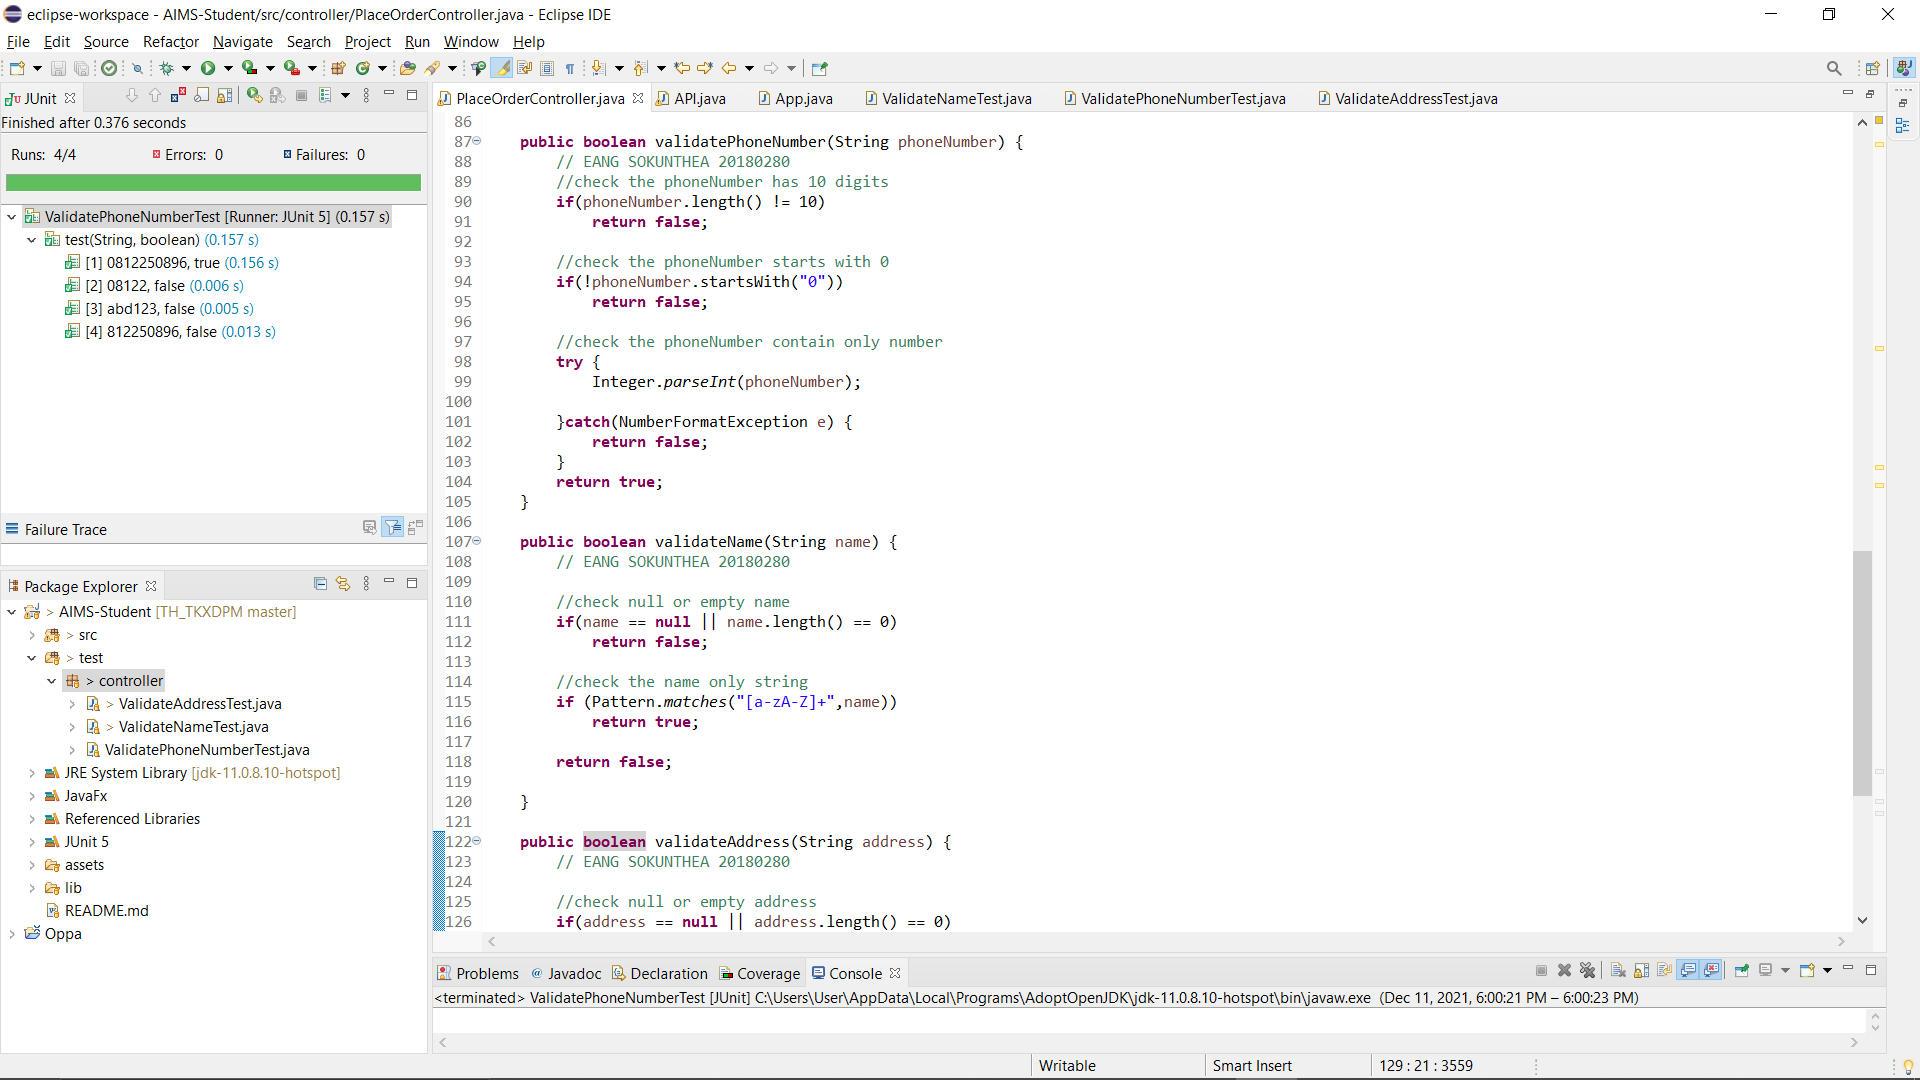 eclipse-workspace - AIMS-Student/src/controller/PlaceOrderController.java - Eclipse IDE
File Edit Source Refactor Navigate Search Project Run Window Help
JUnit
Finished after 0.376 seconds
Runs: 4/4 Errors: 0 Failures: 0
ValidatePhoneNumberTest [Runner: JUnit 5] (0.157 s)
test(String, boolean) (0.157 s)
[1] 0812250896, true (0.156 s)
[2] 08122, false (0.006 s)
[3] abd123, false (0.005 s)
[4] 812250896, false (0.013 s)
Failure Trace
Package Explorer
> AIMS-Student [TH_TKXDPM master]
> src
> test
> controller
> ValidateAddressTest.java
> ValidateNameTest.java
ValidatePhoneNumberTest.java
JRE System Library [jdk-11.0.8.10-hotspot]
JavaFx
Referenced Libraries
JUnit 5
assets
lib
README.md
Oppa
PlaceOrderController.java API.java App.java ValidateNameTest.java ValidatePhoneNumberTest.java ValidateAddressTest.java
86
87 public boolean validatePhoneNumber(String phoneNumber) {
88 // EANG SOKUNTHEA 20180280
89 //check the phoneNumber has 10 digits
90 if(phoneNumber.length() != 10)
91 return false;
92
93 //check the phoneNumber starts with 0
94 if(!phoneNumber.startsWith("0"))
95 return false;
96
97 //check the phoneNumber contain only number
98 try {
99 Integer.parseInt(phoneNumber);
100
101 }catch(NumberFormatException e) {
102 return false;
103 }
104 return true;
105 }
106
107 public boolean validateName(String name) {
108 // EANG SOKUNTHEA 20180280
109
110 //check null or empty name
111 if(name == null || name.length() == 0)
112 return false;
113
114 //check the name only string
115 if (Pattern.matches("[a-zA-Z]+",name))
116 return true;
117
118 return false;
119
120 }
121
122 public boolean validateAddress(String address) {
123 // EANG SOKUNTHEA 20180280
124
125 //check null or empty address
126 if(address == null || address.length() == 0)
Problems Javadoc Declaration Coverage Console
<terminated> ValidatePhoneNumberTest [JUnit] C:\Users\User\AppData\Local\Programs\AdoptOpenJDK\jdk-11.0.8.10-hotspot\bin\javaw.exe (Dec 11, 2021, 6:00:21 PM – 6:00:23 PM)
Writable Smart Insert 129 : 21 : 3559